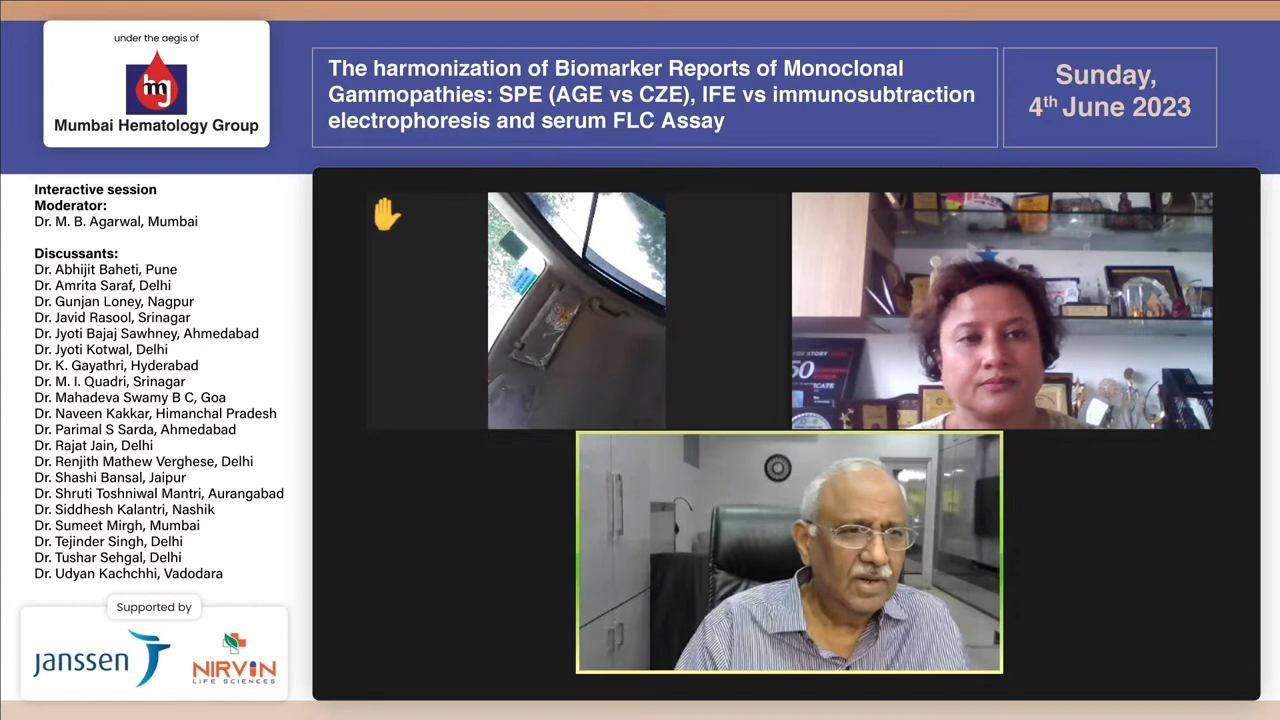 under the aegis of
hg
Mumbai Hematology Group
The harmonization of Biomarker Reports of Monoclonal
Gammopathies: SPE (AGE vs CZE), IFE vs immunosubtraction
electrophoresis and serum FLC Assay
Sunday,
4th June 2023
Interactive session
Moderator:
Dr. M. B. Agarwal, Mumbai
Discussants:
Dr. Abhijit Baheti, Pune
Dr. Amrita Saraf, Delhi
Dr. Gunjan Loney, Nagpur
Dr. Javid Rasool, Srinagar
Dr. Jyoti Bajaj Sawhney, Ahmedabad
Dr. Jyoti Kotwal, Delhi
Dr. K. Gayathri, Hyderabad
Dr. M. I. Quadri, Srinagar
Dr. Mahadeva Swamy B C, Goa
Dr. Naveen Kakkar, Himanchal Pradesh
Dr. Parimal S Sarda, Ahmedabad
Dr. Rajat Jain, Delhi
Dr. Renjith Mathew Verghese, Delhi
Dr. Shashi Bansal, Jaipur
Dr. Shruti Toshniwal Mantri, Aurangabad
Dr. Siddhesh Kalantri, Nashik
Dr. Sumeet Mirgh, Mumbai
Dr. Tejinder Singh, Delhi
Dr. Tushar Sehgal, Delhi
Dr. Udyan Kachchhi, Vadodara
Supported by
janssen
NIRVIN
LIFE SCIENCES
STORY
50